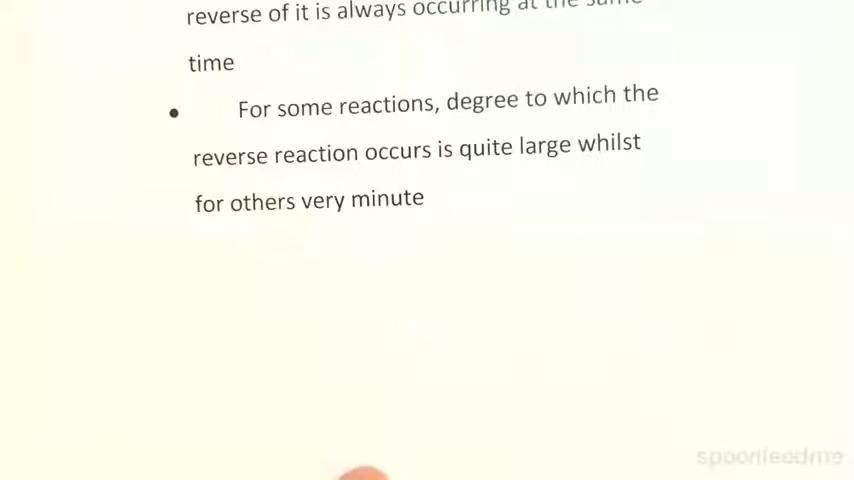 reverse of it is always occurring at the same
time
• For some reactions, degree to which the
reverse reaction occurs is quite large whilst
for others very minute
spoonfeedme